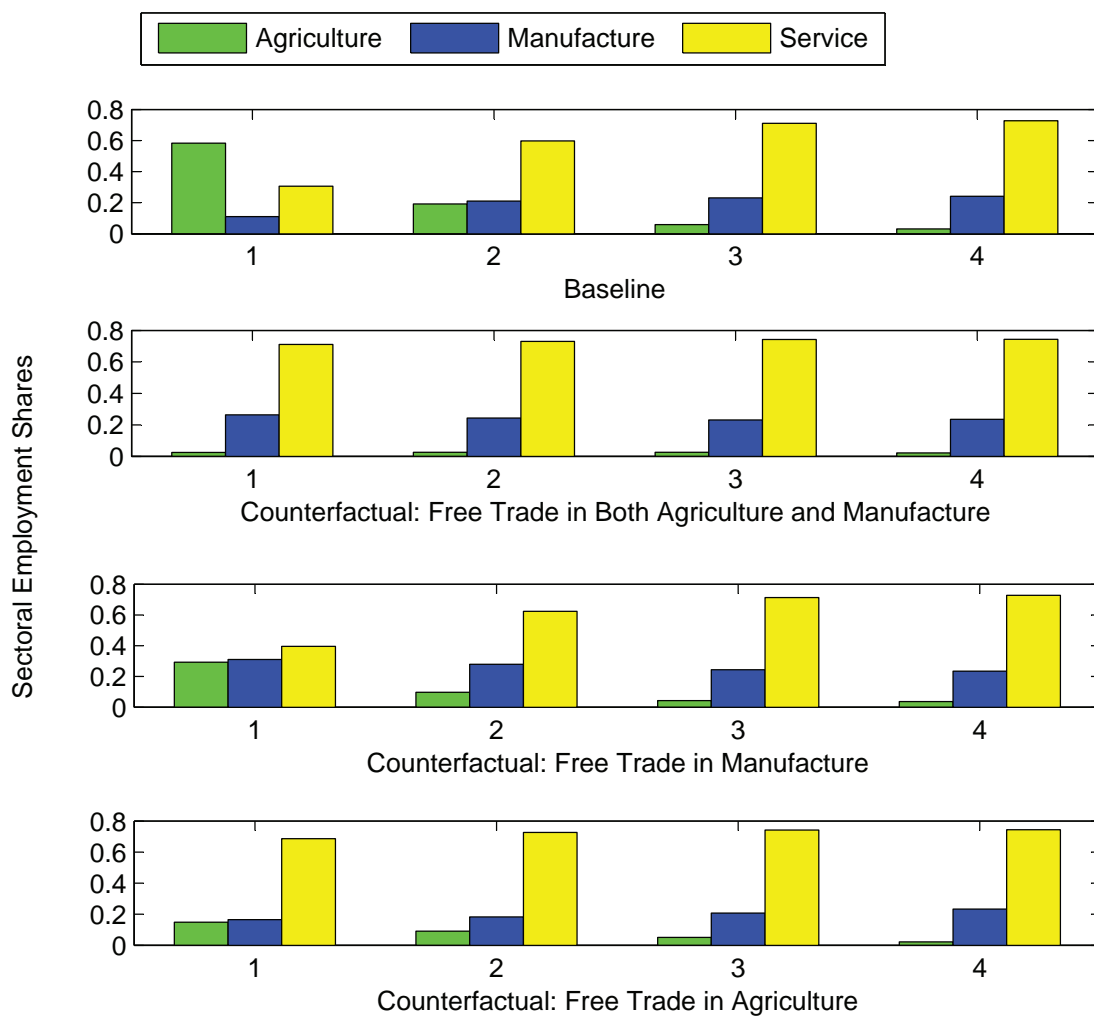 Agriculture Manufacture Service
Sectoral Employment Shares
0.8
0.6
0.4
0.2
0
1 2 3 4
Baseline
0.8
0.6
0.4
0.2
0
1 2 3 4
Counterfactual: Free Trade in Both Agriculture and Manufacture
0.8
0.6
0.4
0.2
0
1 2 3 4
Counterfactual: Free Trade in Manufacture
0.8
0.6
0.4
0.2
0
1 2 3 4
Counterfactual: Free Trade in Agriculture